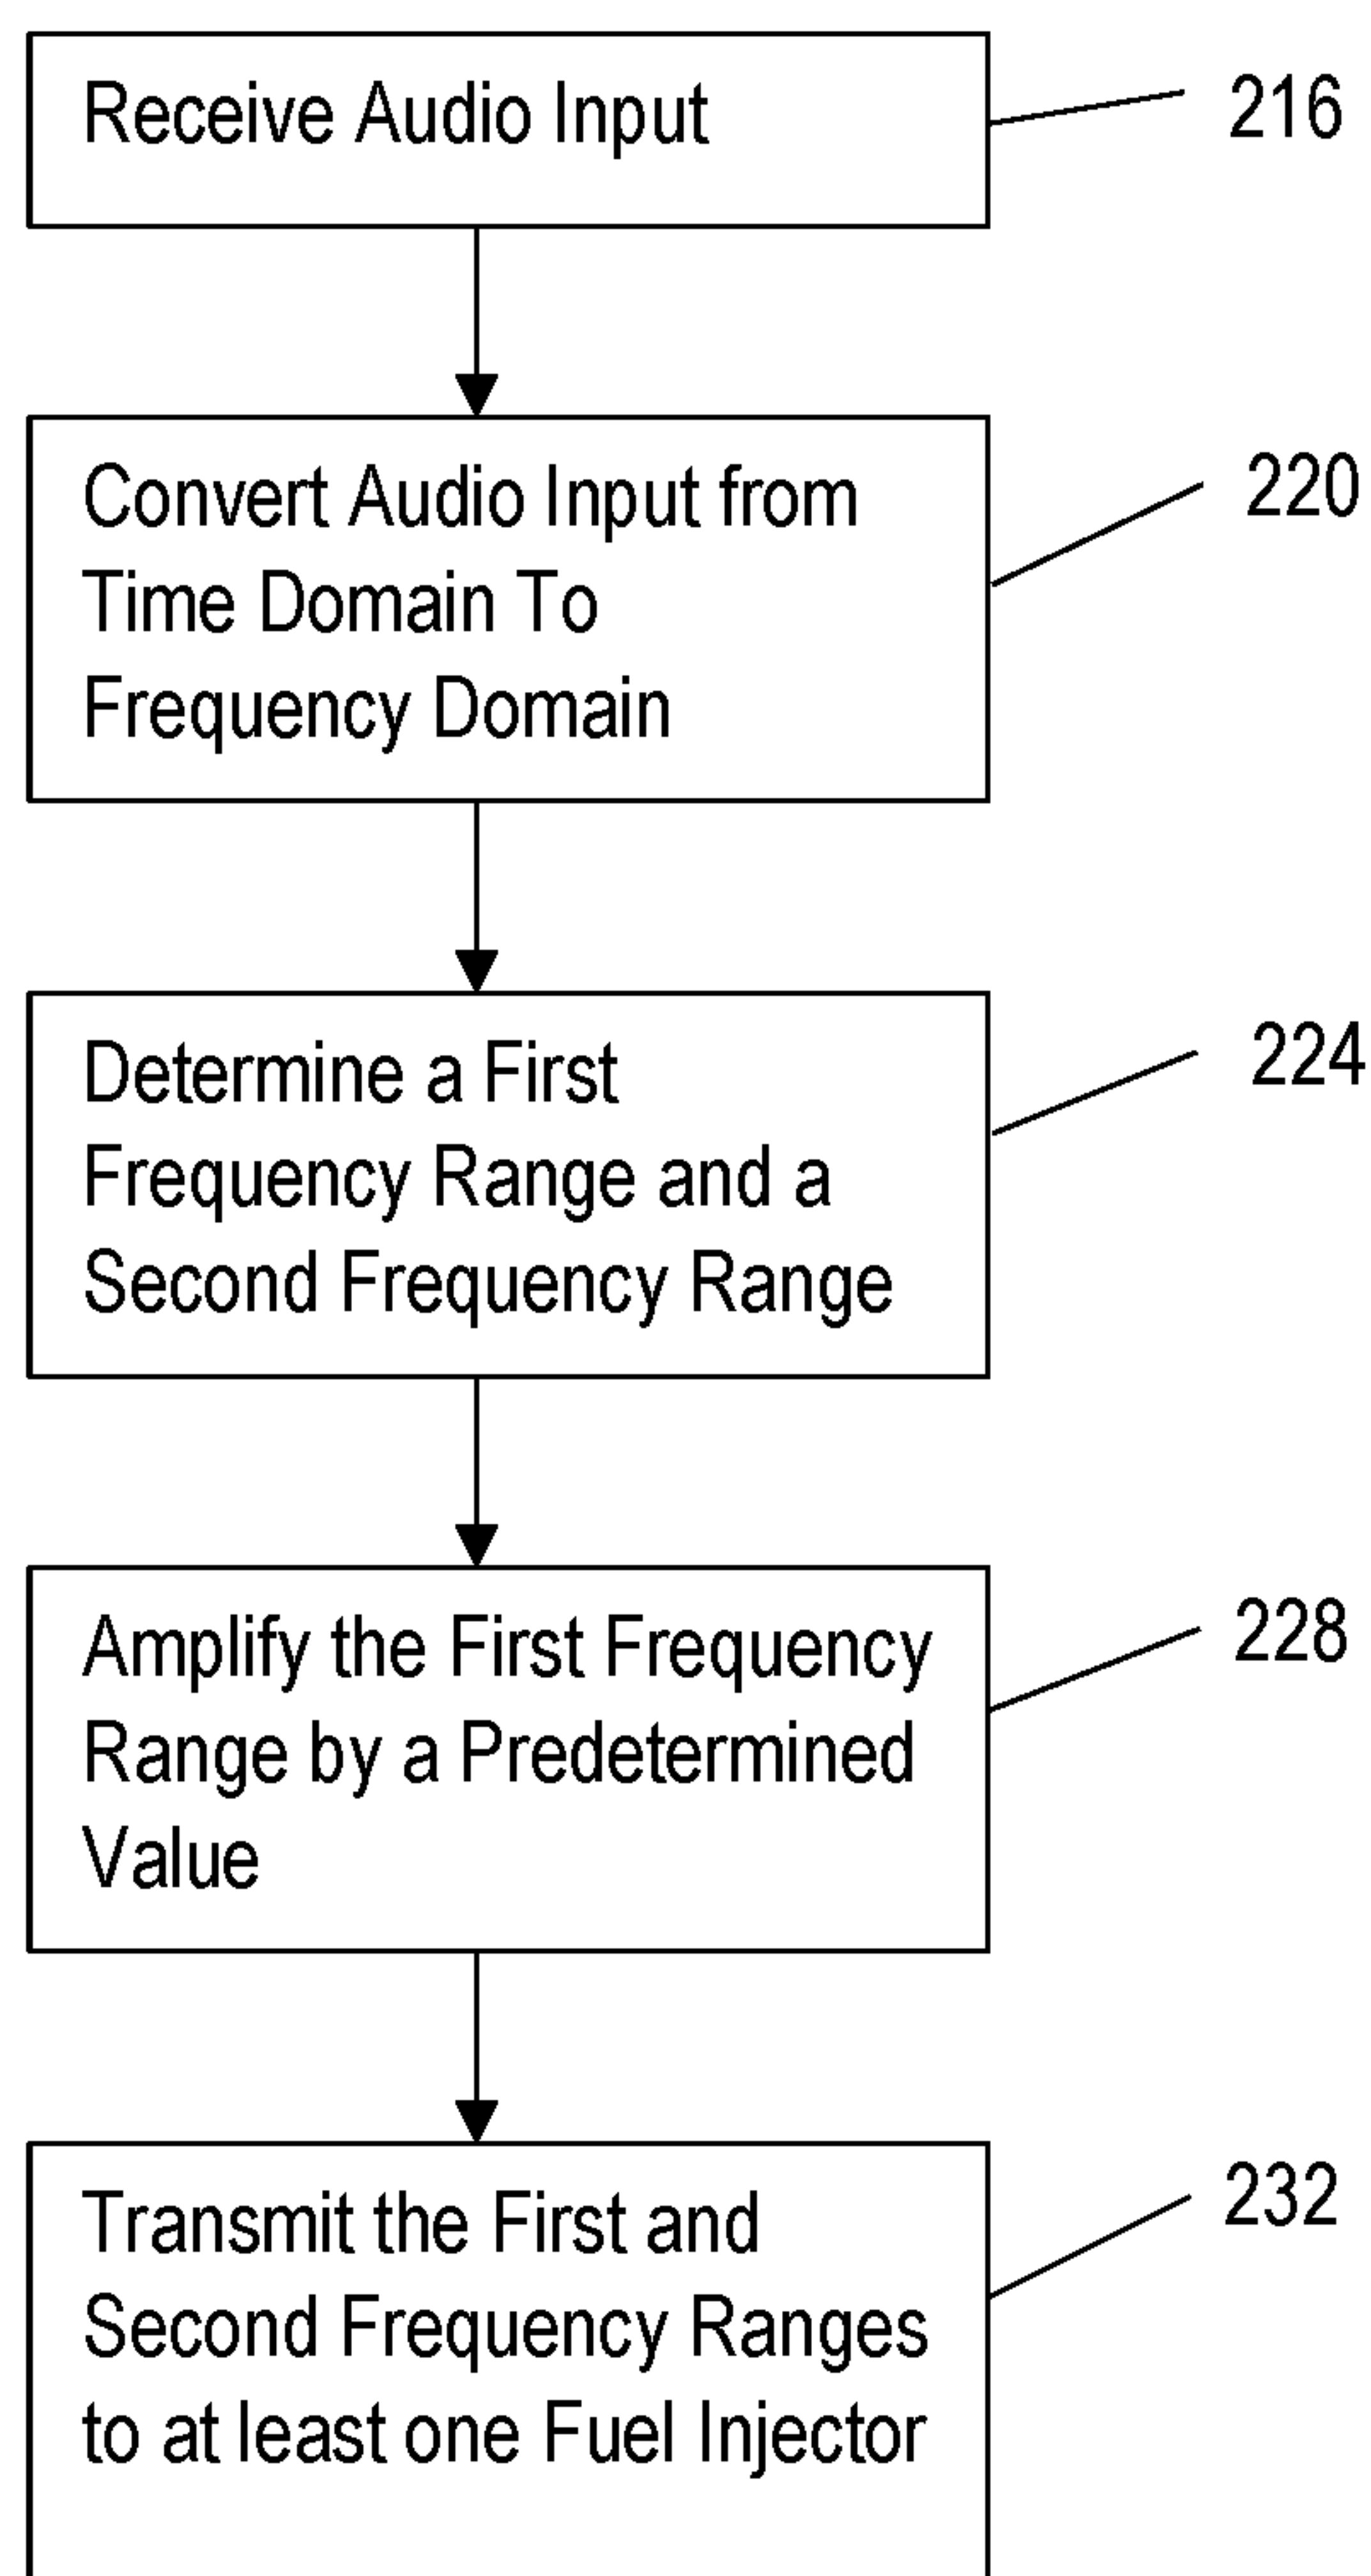 Receive Audio Input
216
Convert Audio Input from
Time Domain To
Frequency Domain
220
Determine a First
Frequency Range and a
Second Frequency Range
224
Amplify the First Frequency
Range by a Predetermined
Value
228
Transmit the First and
Second Frequency Ranges
to at least one Fuel Injector
232